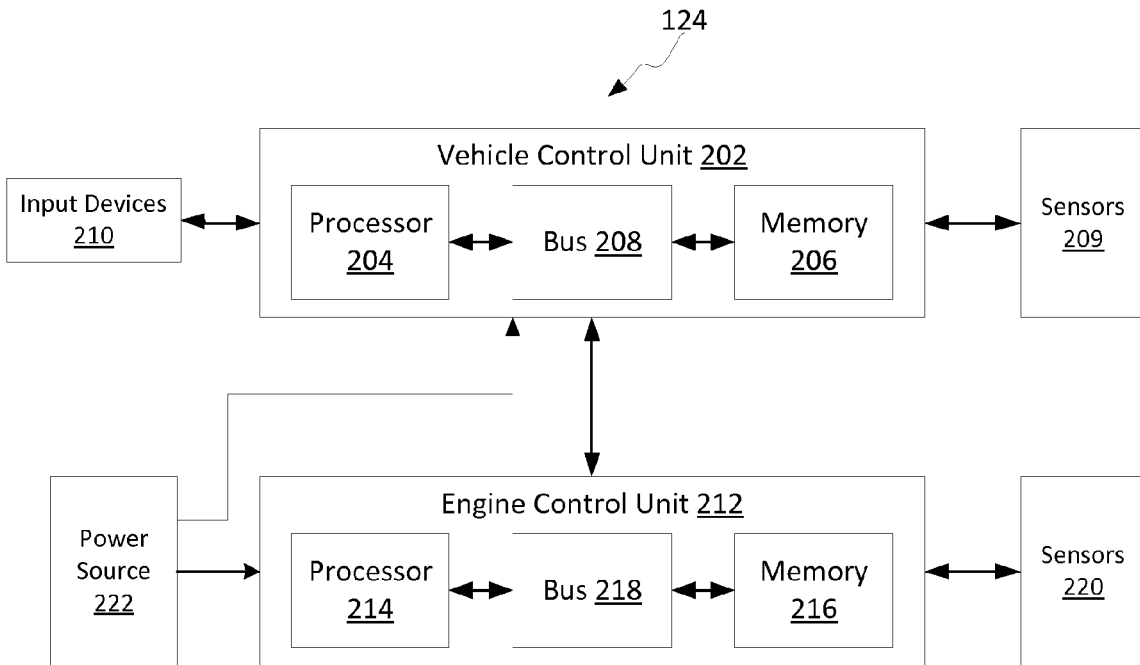 124
Vehicle Control Unit 202
Input Devices
210
Processor
204
Bus 208
Memory
206
Sensors
209
Engine Control Unit 212
Power
Source
222
Processor
214
Bus 218
Memory
216
Sensors
220